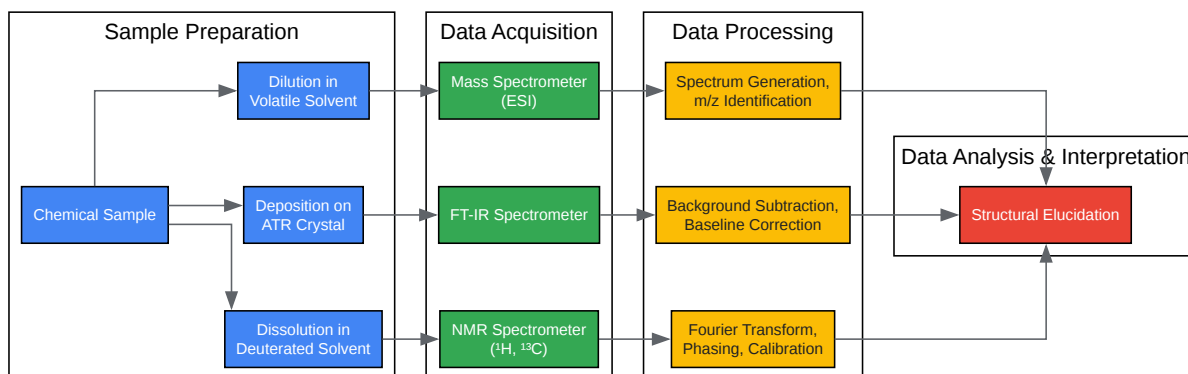 Sample Preparation
Data Acquisition
Data Processing
Dilution in
Volatile Solvent
Mass Spectrometer
(ESI)
Spectrum Generation,
m/z Identification
Data Analysis & Interpretation
Chemical Sample
Deposition on
ATR Crystal
FT-IR Spectrometer
Background Subtraction,
Baseline Correction
Structural Elucidation
Dissolution in
Deuterated Solvent
NMR Spectrometer
(¹H, ¹³C)
Fourier Transform,
Phasing, Calibration